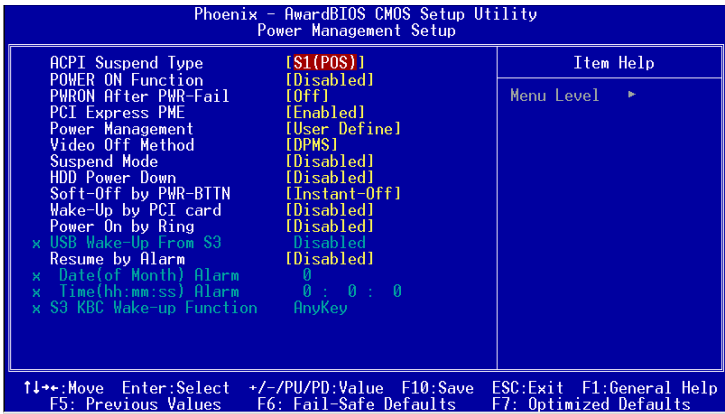 Phoenix - AwardBIOS CMOS Setup Utility
Power Management Setup
ACPI Suspend Type [S1(POS)] Item Help
POWER ON Function [Disabled]
PWRON After PWR-Fail [Off] Menu Level ▶
PCI Express PME [Enabled]
Power Management [User Define]
Video Off Method [DPMS]
Suspend Mode [Disabled]
HDD Power Down [Disabled]
Soft-Off by PWR-BTTN [Instant-Off]
Wake-Up by PCI card [Disabled]
Power On by Ring [Disabled]
x USB Wake-Up From S3 Disabled
Resume by Alarm [Disabled]
x Date(of Month) Alarm 0
x Time(hh:mm:ss) Alarm 0 : 0 : 0
x S3 KBC Wake-up Function AnyKey
↑↓→←:Move Enter:Select +/-/PU/PD:Value F10:Save ESC:Exit F1:General Help
F5: Previous Values F6: Fail-Safe Defaults F7: Optimized Defaults